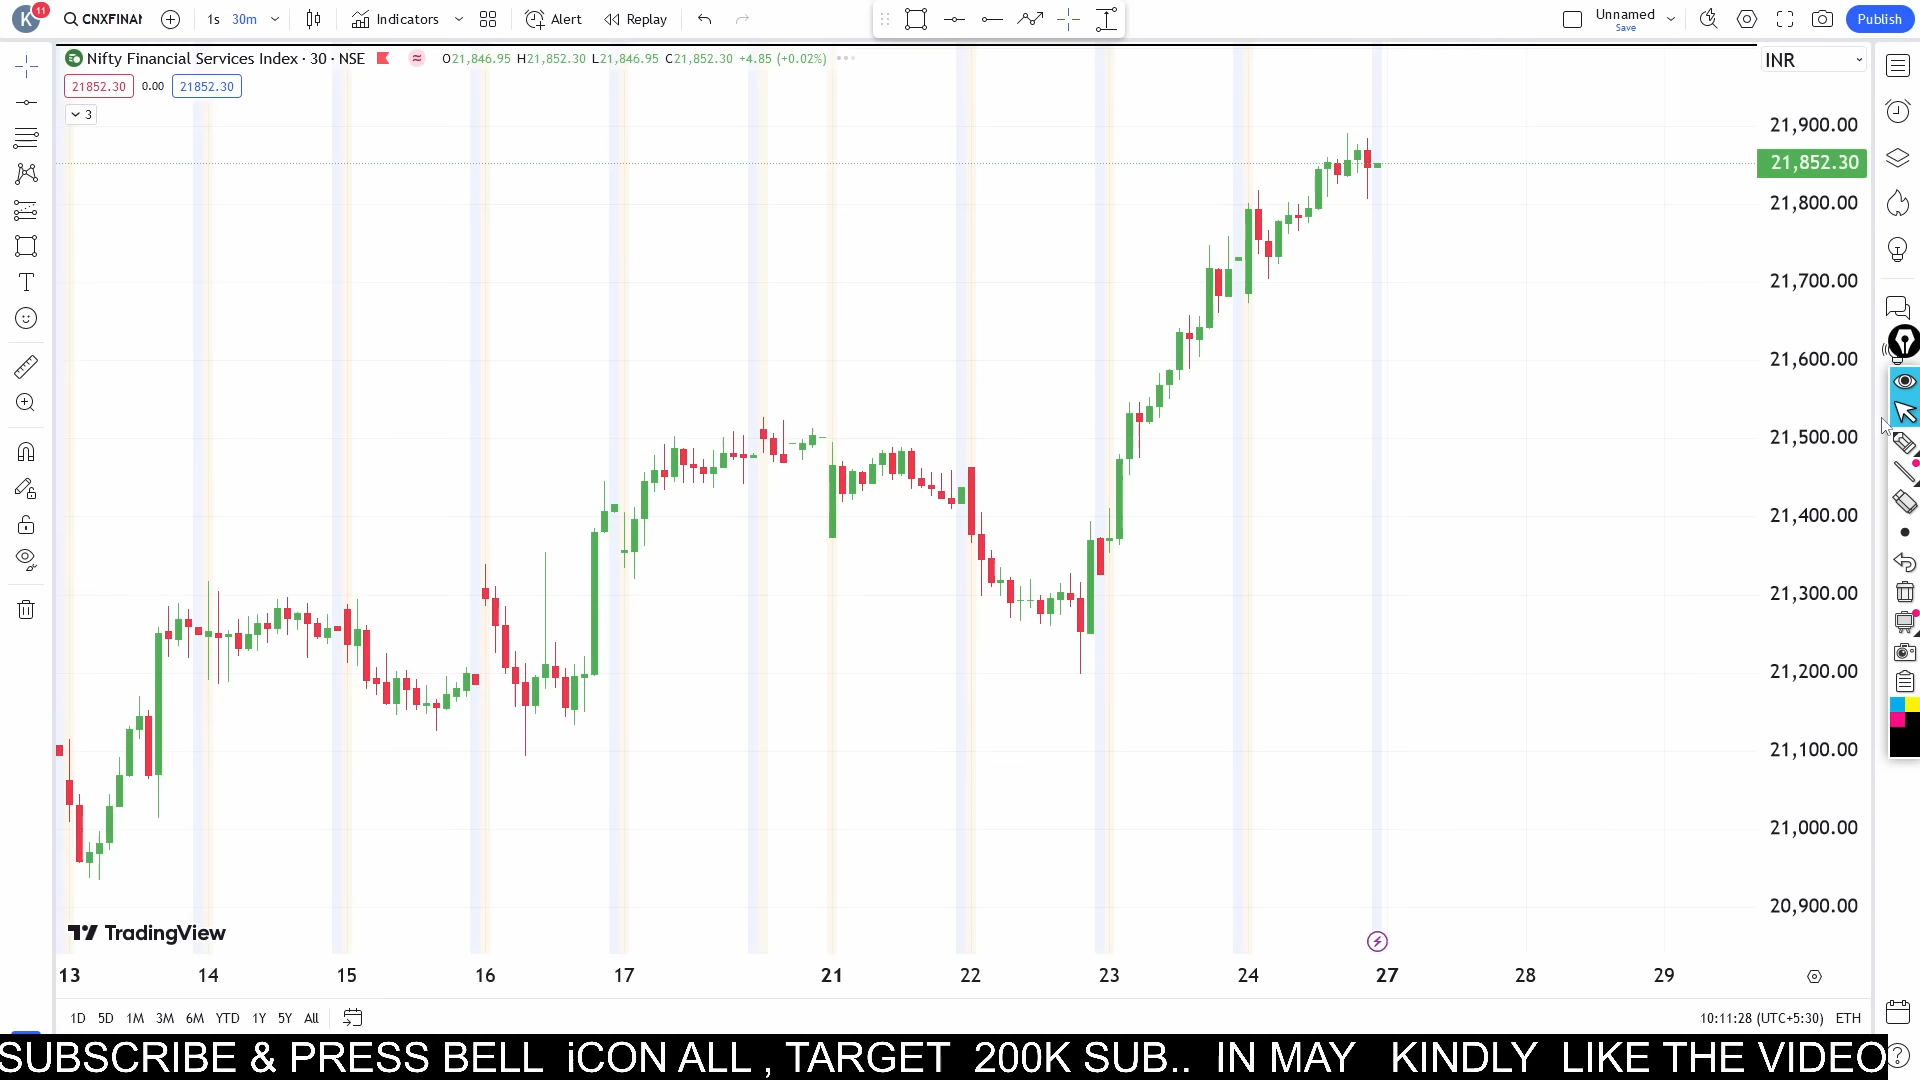 K 11 CNXFINAN 1s 30m Indicators Alert Replay Unnamed Save Publish
Nifty Financial Services Index · 30 · NSE O21,846.95 H21,852.30 L21,846.95 C21,852.30 +4.85 (+0.02%)
INR
21852.30 0.00 21852.30
3
21,900.00
21,852.30
21,800.00
21,700.00
21,600.00
21,500.00
21,400.00
21,300.00
21,200.00
21,100.00
21,000.00
20,900.00
TradingView
13 14 15 16 17 21 22 23 24 27 28 29
1D 5D 1M 3M 6M YTD 1Y 5Y All 10:11:28 (UTC+5:30) ETH
SUBSCRIBE & PRESS BELL iCON ALL , TARGET 200K SUB.. IN MAY KINDLY LIKE THE VIDEO